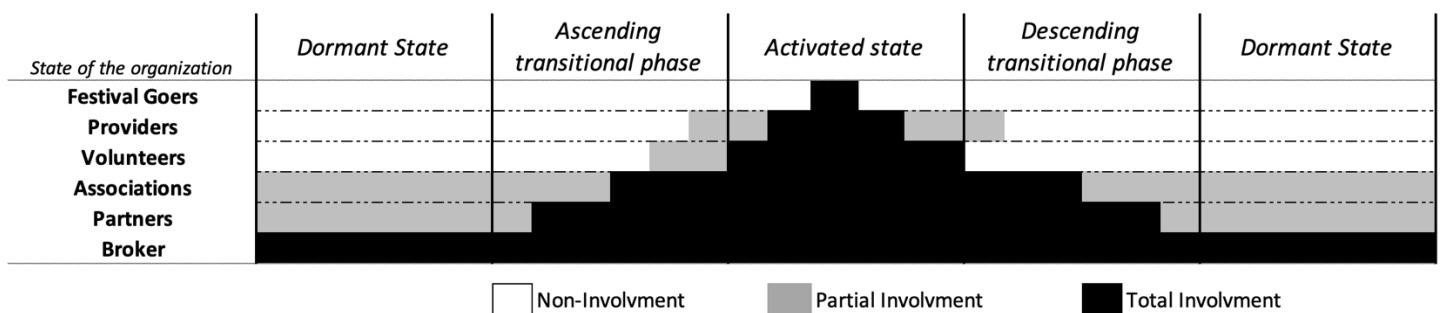 Dormant State
Ascending
transitional phase
Activated state
Descending
transitional phase
Dormant State
State of the organization
Festival Goers
Providers
Volunteers
Associations
Partners
Broker
Non-Involvment
Partial Involvment
Total Involvment